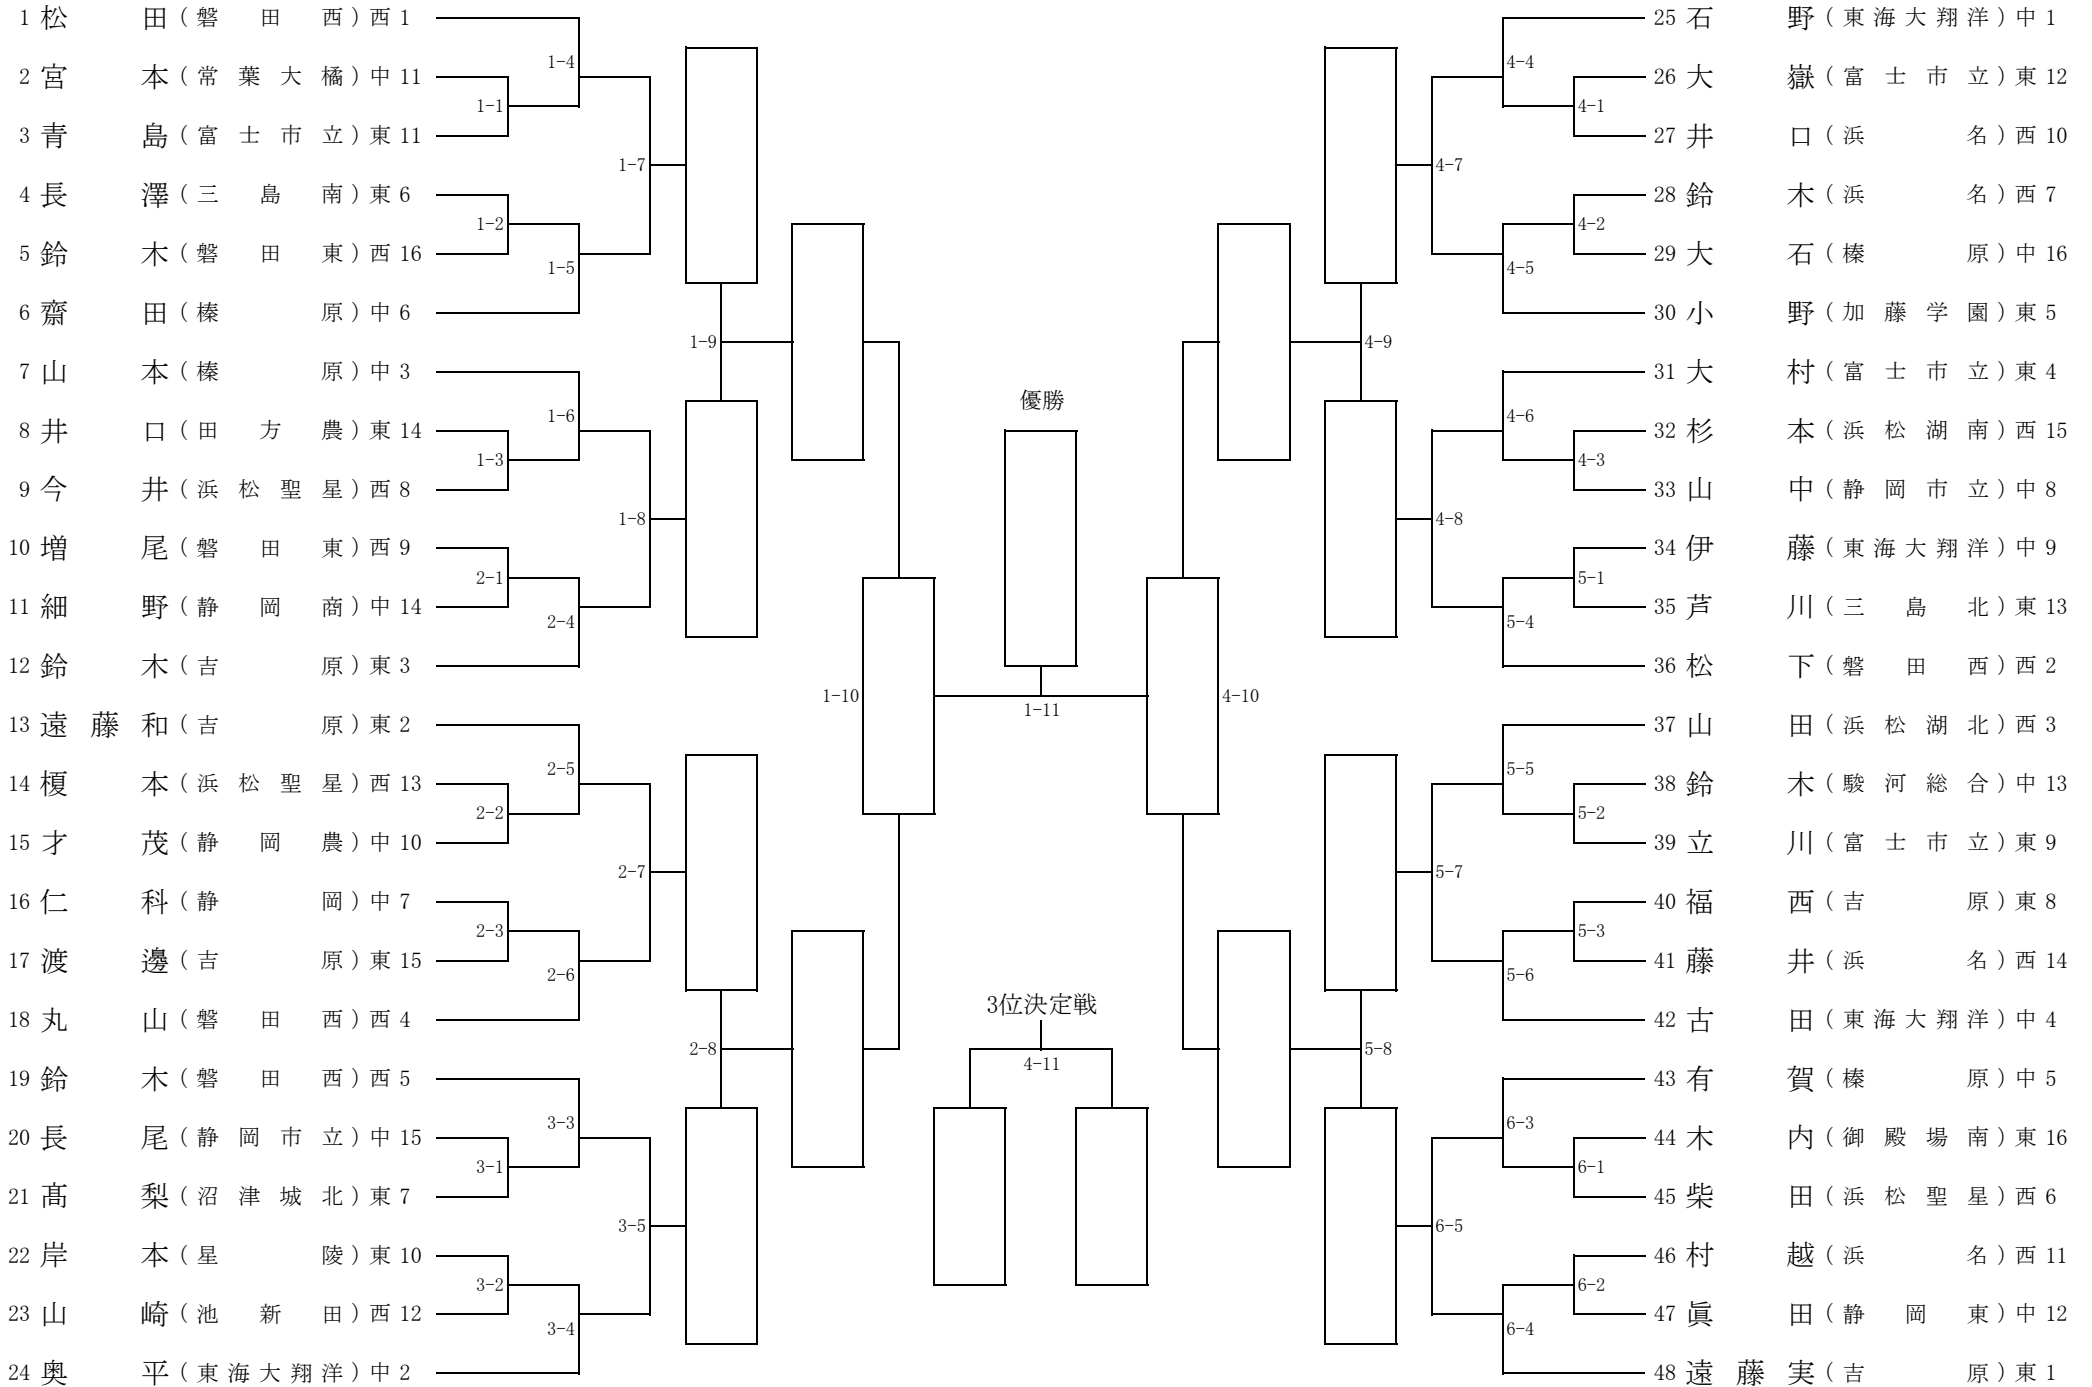 1 松田（磐田西）西 1
2 宮本（常葉大橘）中 11
3 青島（富士市立）東 11
4 長澤（三島南）東 6
5 鈴木（磐田東）西 16
6 齋田（榛原）中 6
7 山本（榛原）中 3
8 井口（田方農）東 14
9 今井（浜松聖星）西 8
10 増尾（磐田東）西 9
11 細野（静岡商）中 14
12 鈴木（吉原）東 3
13 遠藤和（吉原）東 2
14 榎本（浜松聖星）西 13
15 才茂（静岡農）中 10
16 仁科（静岡）中 7
17 渡邊（吉原）東 15
18 丸山（磐田西）西 4
19 鈴木（磐田西）西 5
20 長尾（静岡市立）中 15
21 髙梨（沼津城北）東 7
22 岸本（星陵）東 10
23 山崎（池新田）西 12
24 奥平（東海大翔洋）中 2
1-1
1-2
1-3
2-1
2-2
2-3
3-1
3-2
1-4
1-5
1-6
2-4
2-5
2-6
3-3
3-4
1-7
1-8
2-7
3-5
1-9
2-8
1-10
優勝
1-11
3位決定戦
4-11
4-10
4-9
5-8
4-7
4-8
5-7
6-5
4-4
4-5
4-6
5-4
5-5
5-6
6-3
6-4
4-1
4-2
4-3
5-1
5-2
5-3
6-1
6-2
25 石野（東海大翔洋）中 1
26 大嶽（富士市立）東 12
27 井口（浜名）西 10
28 鈴木（浜名）西 7
29 大石（榛原）中 16
30 小野（加藤学園）東 5
31 大村（富士市立）東 4
32 杉本（浜松湖南）西 15
33 山中（静岡市立）中 8
34 伊藤（東海大翔洋）中 9
35 芦川（三島北）東 13
36 松下（磐田西）西 2
37 山田（浜松湖北）西 3
38 鈴木（駿河総合）中 13
39 立川（富士市立）東 9
40 福西（吉原）東 8
41 藤井（浜名）西 14
42 古田（東海大翔洋）中 4
43 有賀（榛原）中 5
44 木内（御殿場南）東 16
45 柴田（浜松聖星）西 6
46 村越（浜名）西 11
47 眞田（静岡東）中 12
48 遠藤実（吉原）東 1